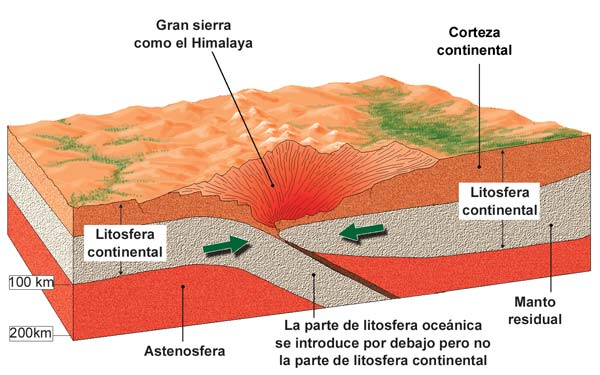 Gran sierra
como el Himalaya
Corteza
continental
Litosfera
continental
Litosfera
continental
100 km
200km
Astenosfera
La parte de litosfera oceánica
se introduce por debajo pero no
la parte de litosfera continental
Manto
residual